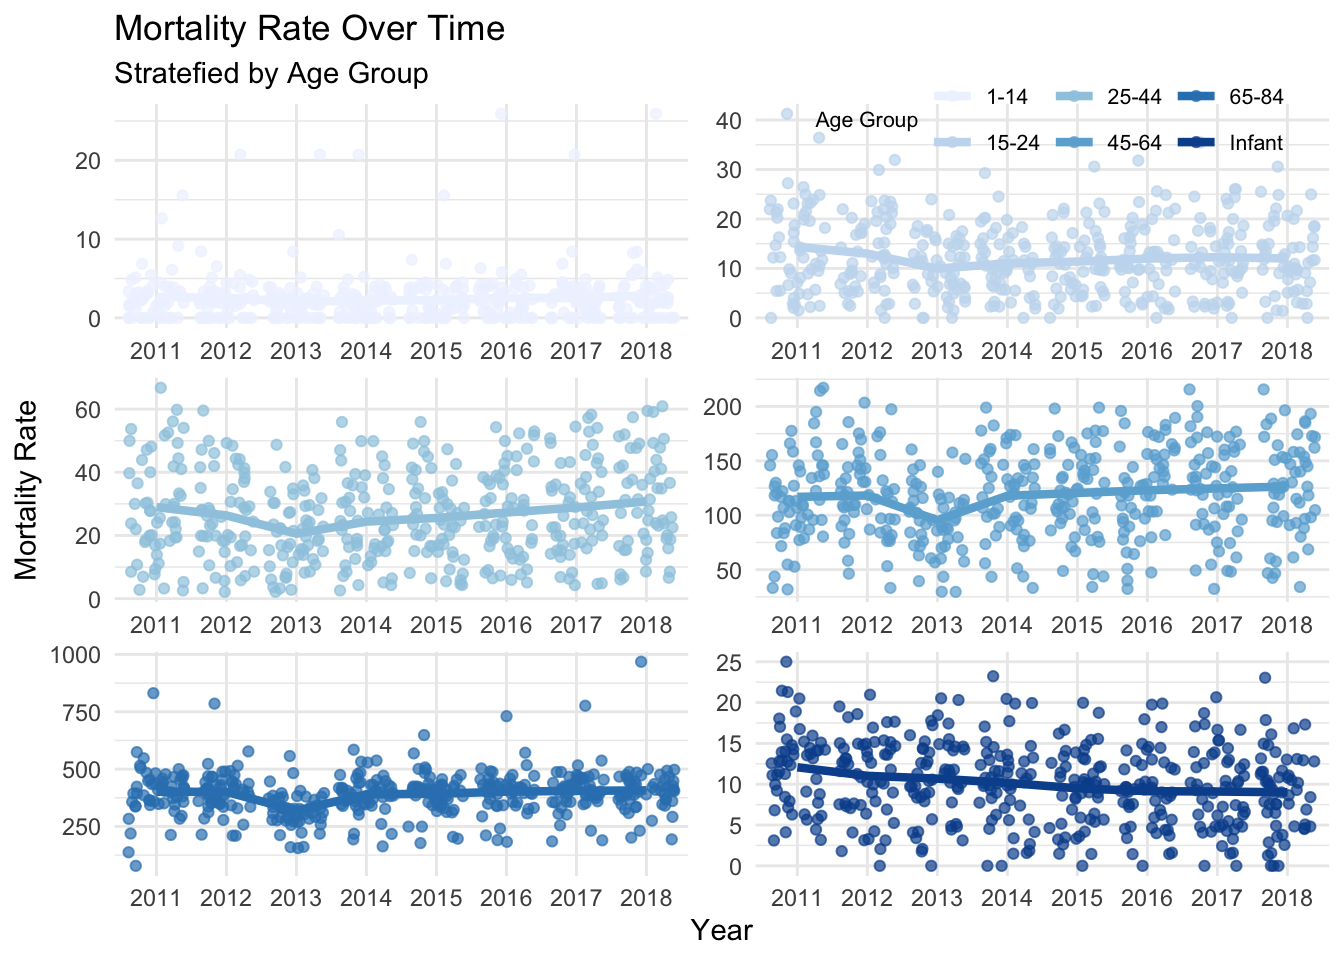 Mortality Rate Over Time
Stratefied by Age Group
Age Group
1-14 25-44 65-84
15-24 45-64 Infant
20
10
0
2011 2012 2013 2014 2015 2016 2017 2018
40
30
20
10
0
2011 2012 2013 2014 2015 2016 2017 2018
Mortality Rate
60
40
20
0
2011 2012 2013 2014 2015 2016 2017 2018
200
150
100
50
2011 2012 2013 2014 2015 2016 2017 2018
1000
750
500
250
2011 2012 2013 2014 2015 2016 2017 2018
25
20
15
10
5
0
2011 2012 2013 2014 2015 2016 2017 2018
Year